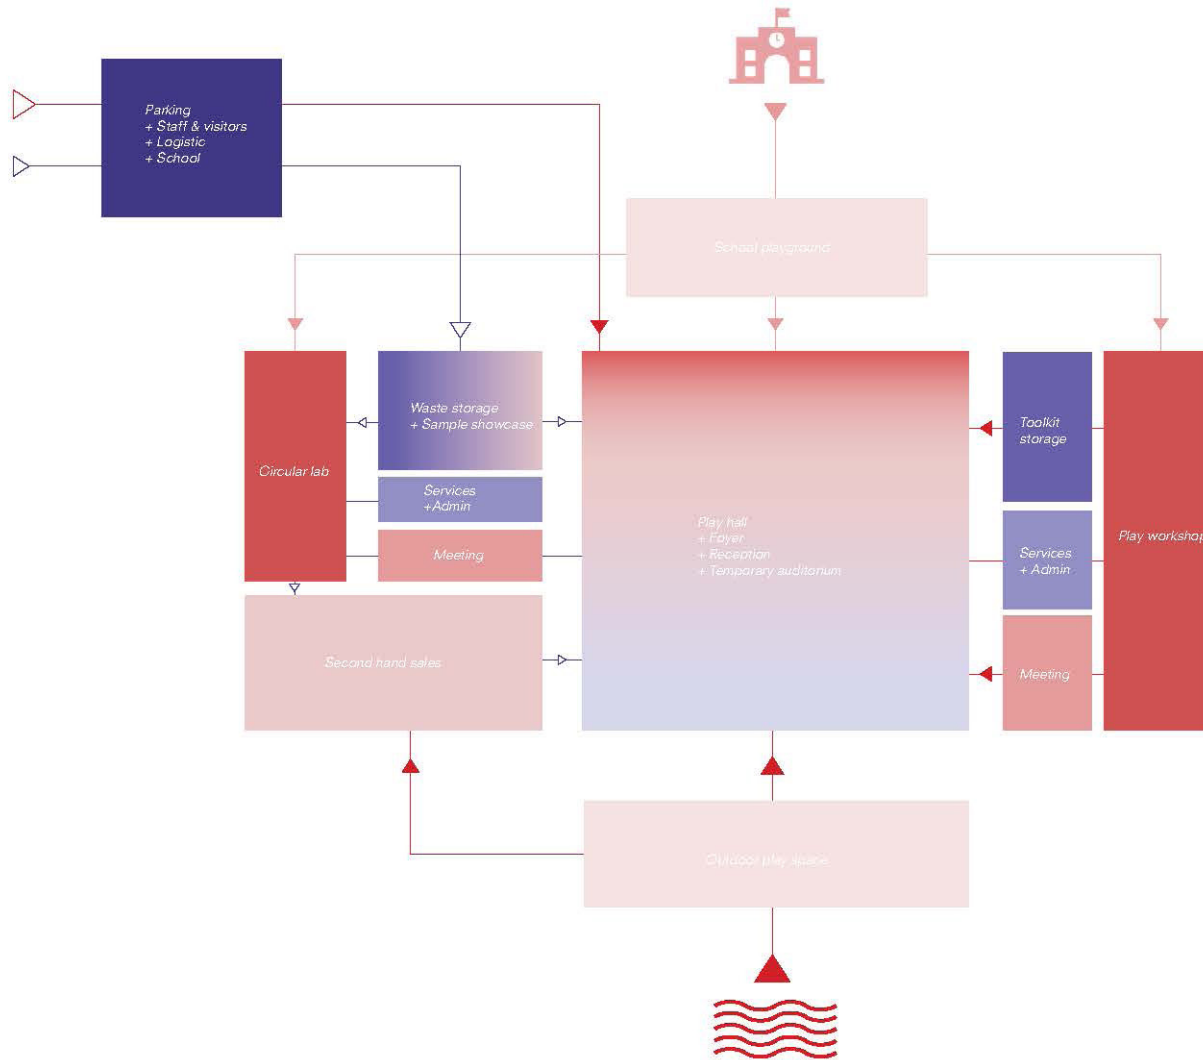 Parking
+ Staff & visitors
+ Logistic
+ School
School playground
Waste storage
+ Sample showcase
Circular lab
Services
+Admin
Meeting
Second hand sales
Play hall
+ Foyer
+ Reception
+ Temporary auditorium
Toolkit
storage
Services
+ Admin
Meeting
Play workshop
Outdoor play space